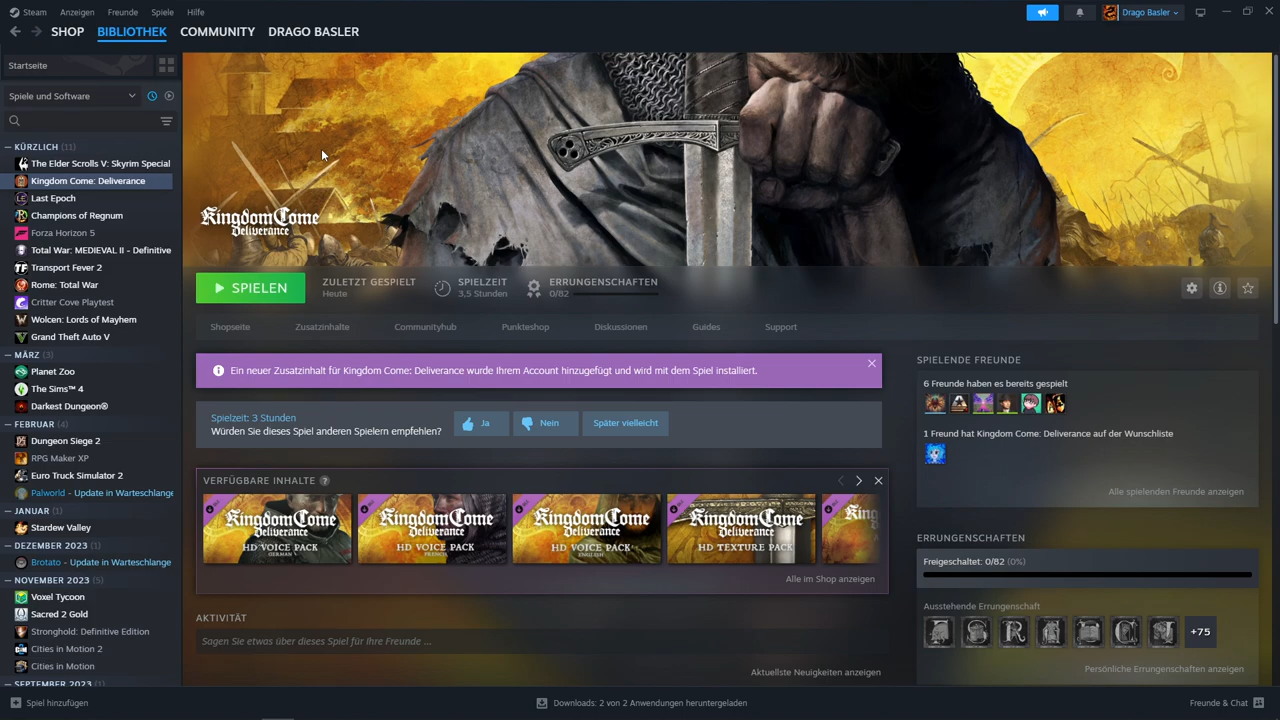 Steam Anzeigen Freunde Spiele Hilfe
Drago Basler
SHOP BIBLIOTHEK COMMUNITY DRAGO BASLER
Startseite
Spiele und Software
KÜRZLICH (11)
The Elder Scrolls V: Skyrim Special
Kingdom Come: Deliverance
Last Epoch
Champions of Regnum
Forza Horizon 5
Total War: MEDIEVAL II - Definitive
Transport Fever 2
Rome: Total War
Critter Cove Playtest
Wolcen: Lords of Mayhem
Grand Theft Auto V
MÄRZ (3)
Planet Zoo
The Sims™ 4
Darkest Dungeon®
FEBRUAR (4)
Dungeon Siege 2
RPG Maker XP
Euro Truck Simulator 2
Palworld - Update in Warteschlange
JANUAR (1)
Stardew Valley
DEZEMBER 2023 (1)
Brotato - Update in Warteschlange
NOVEMBER 2023 (5)
Voxel Tycoon
Sacred 2 Gold
Stronghold: Definitive Edition
Cities in Motion 2
Cities in Motion
SEPTEMBER 2023 (1)
Kingdom Come
Deliverance
SPIELEN
ZULETZT GESPIELT
Heute
SPIELZEIT
3,5 Stunden
ERRUNGENSCHAFTEN
0/82
Shopseite Zusatzinhalte Communityhub Punkteshop Diskussionen Guides Support
Ein neuer Zusatzinhalt für Kingdom Come: Deliverance wurde Ihrem Account hinzugefügt und wird mit dem Spiel installiert.
Spielzeit: 3 Stunden
Würden Sie dieses Spiel anderen Spielern empfehlen?
Ja Nein Später vielleicht
VERFÜGBARE INHALTE ?
Kingdom Come
Deliverance
HD VOICE PACK
GERMAN
Kingdom Come
Deliverance
HD VOICE PACK
FRENCH
Kingdom Come
Deliverance
HD VOICE PACK
ENGLISH
Kingdom Come
Deliverance
HD TEXTURE PACK
Alle im Shop anzeigen
AKTIVITÄT
Sagen Sie etwas über dieses Spiel für Ihre Freunde ...
Aktuellste Neuigkeiten anzeigen
SPIELENDE FREUNDE
6 Freunde haben es bereits gespielt
1 Freund hat Kingdom Come: Deliverance auf der Wunschliste
Alle spielenden Freunde anzeigen
ERRUNGENSCHAFTEN
Freigeschaltet: 0/82 (0%)
Ausstehende Errungenschaft
+75
Persönliche Errungenschaften anzeigen
Spiel hinzufügen
Downloads: 2 von 2 Anwendungen heruntergeladen
Freunde & Chat